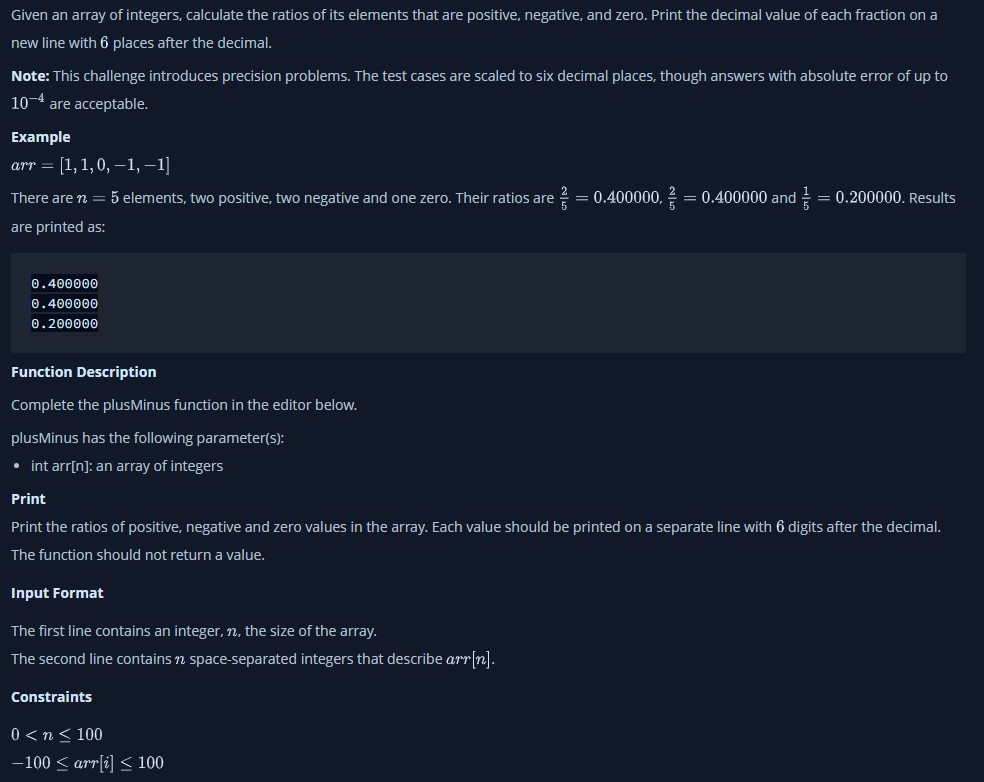 Given an array of integers, calculate the ratios of its elements that are positive, negative, and zero. Print the decimal value of each fraction on a
new line with 6 places after the decimal.
Note: This challenge introduces precision problems. The test cases are scaled to six decimal places, though answers with absolute error of up to
10⁻⁴ are acceptable.
Example
arr = [1, 1, 0, −1, −1]
There are n = 5 elements, two positive, two negative and one zero. Their ratios are 2/5 = 0.400000, 2/5 = 0.400000 and 1/5 = 0.200000. Results
are printed as:
0.400000
0.400000
0.200000
Function Description
Complete the plusMinus function in the editor below.
plusMinus has the following parameter(s):
• int arr[n]: an array of integers
Print
Print the ratios of positive, negative and zero values in the array. Each value should be printed on a separate line with 6 digits after the decimal.
The function should not return a value.
Input Format
The first line contains an integer, n, the size of the array.
The second line contains n space-separated integers that describe arr[n].
Constraints
0 < n ≤ 100
−100 ≤ arr[i] ≤ 100